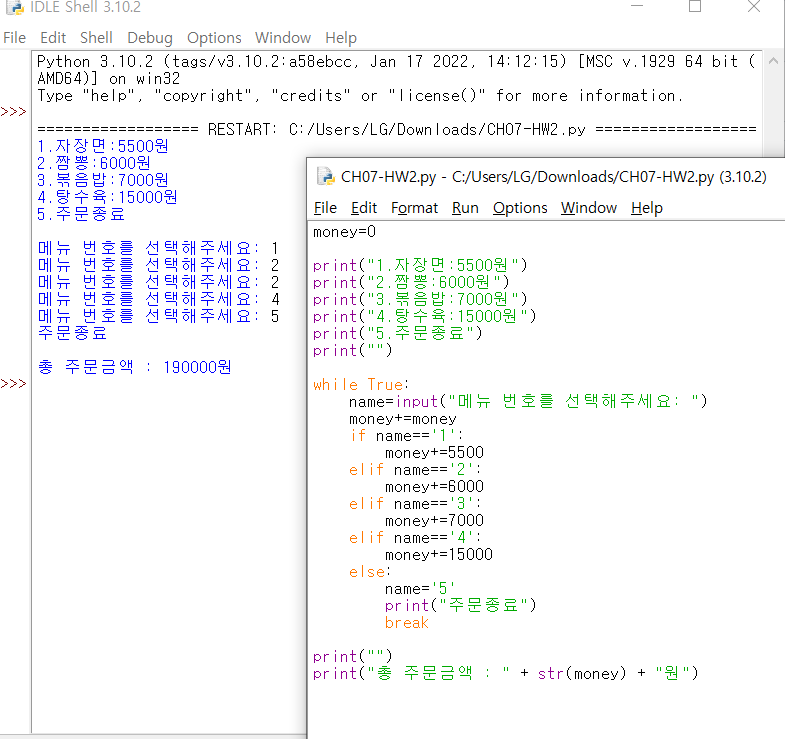 IDLE Shell 3.10.2
File Edit Shell Debug Options Window Help
Python 3.10.2 (tags/v3.10.2:a58ebcc, Jan 17 2022, 14:12:15) [MSC v.1929 64 bit (
AMD64)] on win32
Type "help", "copyright", "credits" or "license()" for more information.
>>>
================== RESTART: C:/Users/LG/Downloads/CH07-HW2.py ==================
1.자장면:5500원
2.짬뽕:6000원
3.볶음밥:7000원
4.탕수육:15000원
5.주문종료
메뉴 번호를 선택해주세요: 1
메뉴 번호를 선택해주세요: 2
메뉴 번호를 선택해주세요: 2
메뉴 번호를 선택해주세요: 4
메뉴 번호를 선택해주세요: 5
주문종료
총 주문금액 : 190000원
>>>
CH07-HW2.py - C:/Users/LG/Downloads/CH07-HW2.py (3.10.2)
File Edit Format Run Options Window Help
money=0
print("1.자장면:5500원")
print("2.짬뽕:6000원")
print("3.볶음밥:7000원")
print("4.탕수육:15000원")
print("5.주문종료")
print("")
while True:
    name=input("메뉴 번호를 선택해주세요: ")
    money+=money
    if name=='1':
        money+=5500
    elif name=='2':
        money+=6000
    elif name=='3':
        money+=7000
    elif name=='4':
        money+=15000
    else:
        name='5'
        print("주문종료")
        break
print("")
print("총 주문금액 : " + str(money) + "원")